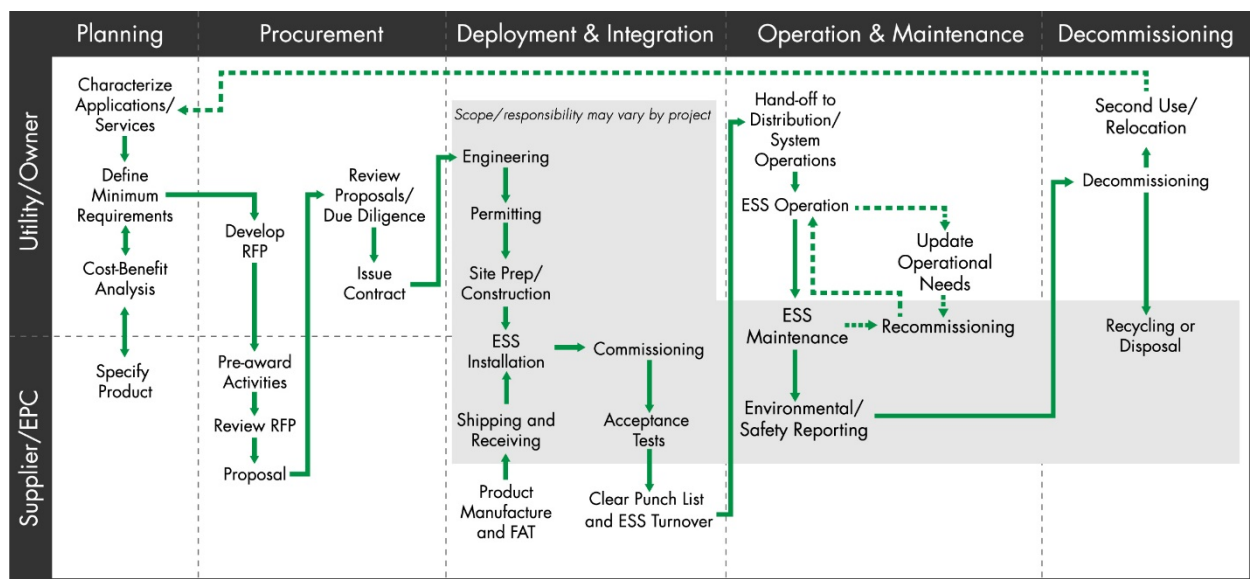 Planning
Procurement
Deployment & Integration
Operation & Maintenance
Decommissioning
Utility/Owner
Supplier/EPC
Characterize
Applications/
Services
Define
Minimum
Requirements
Cost-Benefit
Analysis
Specify
Product
Develop
RFP
Pre-award
Activities
Review RFP
Proposal
Review
Proposals/
Due Diligence
Issue
Contract
Scope/responsibility may vary by project
Engineering
Permitting
Site Prep/
Construction
ESS
Installation
Shipping and
Receiving
Product
Manufacture
and FAT
Commissioning
Acceptance
Tests
Clear Punch List
and ESS Turnover
Hand-off to
Distribution/
System
Operations
ESS Operation
Update
Operational
Needs
ESS
Maintenance
Recommissioning
Environmental/
Safety Reporting
Second Use/
Relocation
Decommissioning
Recycling or
Disposal